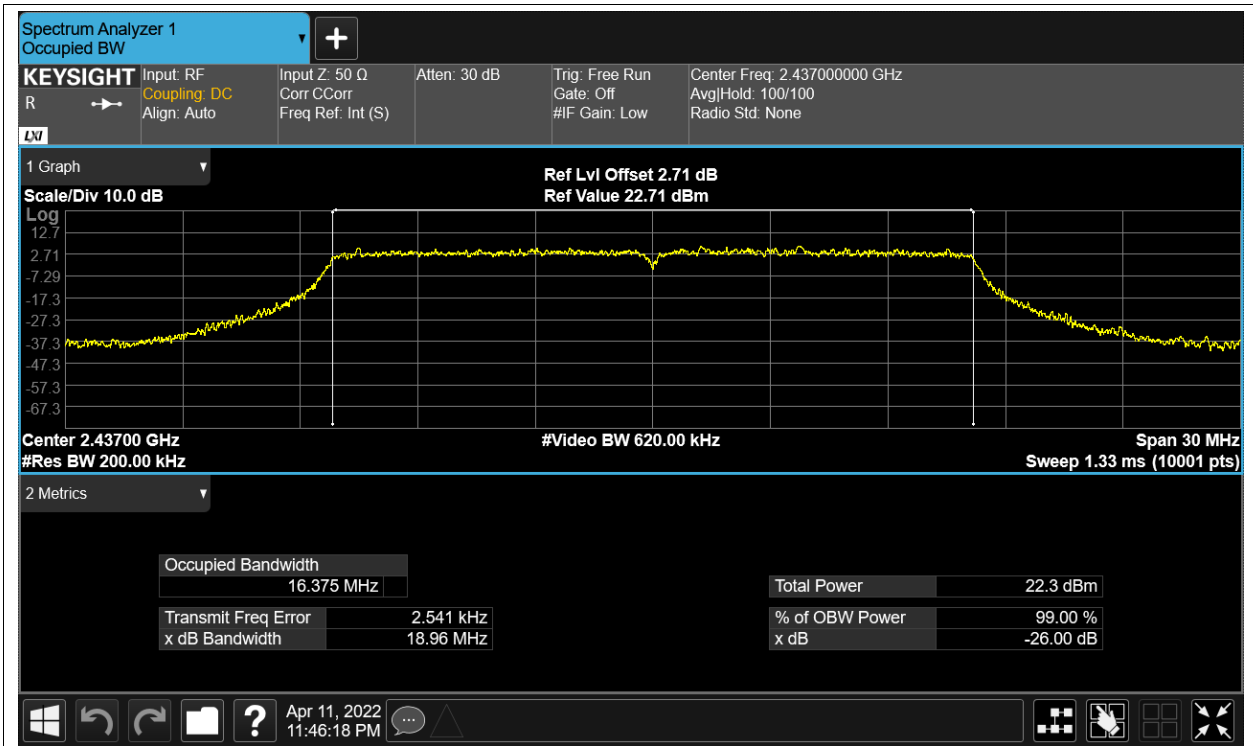 Spectrum Analyzer 1
Occupied BW
+
KEYSIGHT
R
LXI
Input: RF
Coupling: DC
Align: Auto
Input Z: 50 Ω
Corr CCorr
Freq Ref: Int (S)
Atten: 30 dB
Trig: Free Run
Gate: Off
#IF Gain: Low
Center Freq: 2.437000000 GHz
Avg|Hold: 100/100
Radio Std: None
1 Graph
Scale/Div 10.0 dB
Ref Lvl Offset 2.71 dB
Ref Value 22.71 dBm
Log
12.7
2.71
-7.29
-17.3
-27.3
-37.3
-47.3
-57.3
-67.3
Center 2.43700 GHz
#Video BW 620.00 kHz
Span 30 MHz
#Res BW 200.00 kHz
Sweep 1.33 ms (10001 pts)
2 Metrics
Occupied Bandwidth
16.375 MHz
Total Power 22.3 dBm
Transmit Freq Error 2.541 kHz
% of OBW Power 99.00 %
x dB Bandwidth 18.96 MHz
x dB -26.00 dB
?
Apr 11, 2022
11:46:18 PM